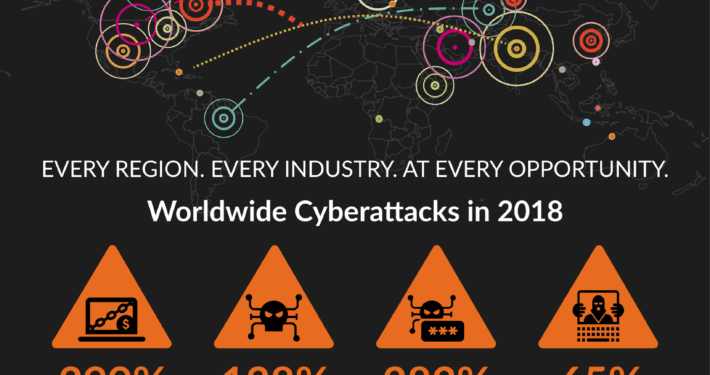 EVERY REGION. EVERY INDUSTRY. AT EVERY OPPORTUNITY.
Worldwide Cyberattacks in 2018
$
***